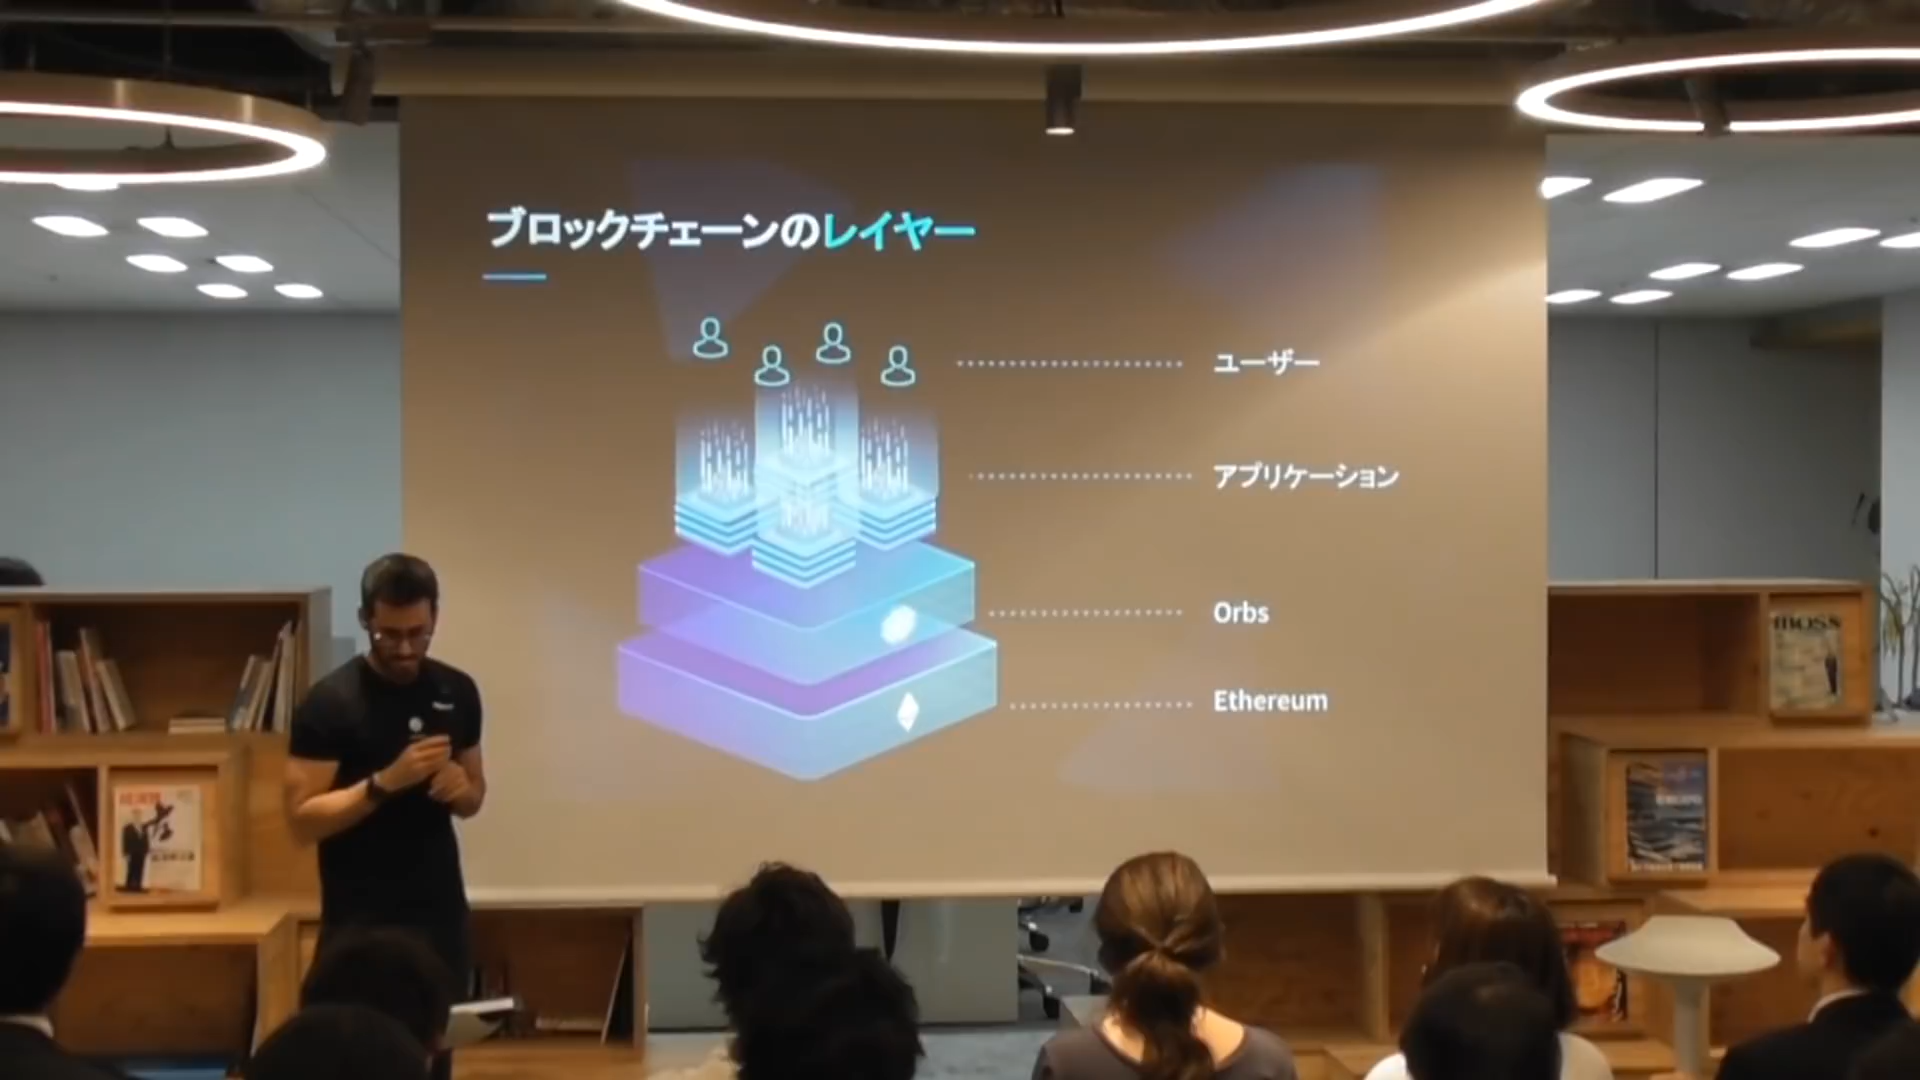 ブロックチェーンのレイヤー
ユーザー
アプリケーション
Orbs
Ethereum